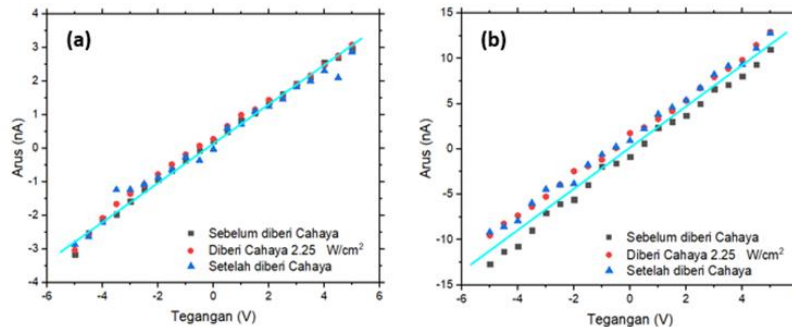 (a)
4
3
2
1
0
-1
-2
-3
-4
Arus (nA)
Sebelum diberi Cahaya
Diberi Cahaya 2.25 W/cm²
Setelah diberi Cahaya
-6 -4 -2 0 2 4 6
Tegangan (V)
(b)
15
10
5
0
-5
-10
-15
Arus (nA)
Sebelum diberi Cahaya
Diberi Cahaya 2.25 W/cm²
Setelah diberi Cahaya
-6 -4 -2 0 2 4
Tegangan (V)